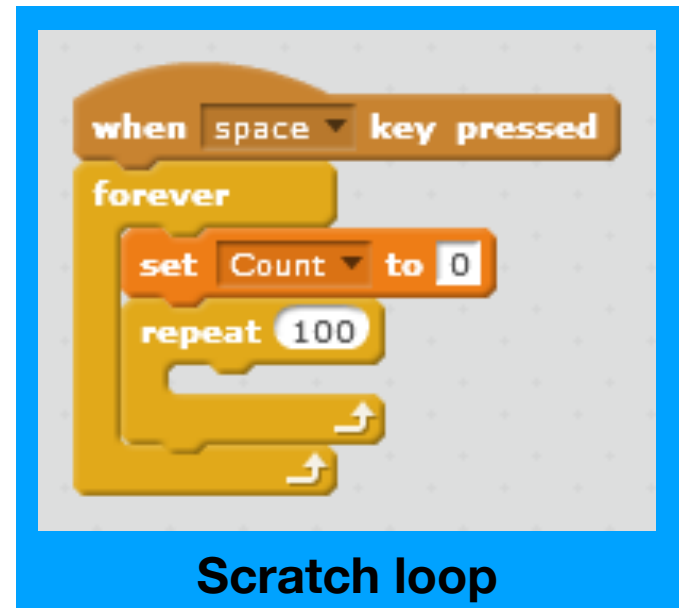 when space key pressed
forever
set Count to 0
repeat 100
Scratch loop